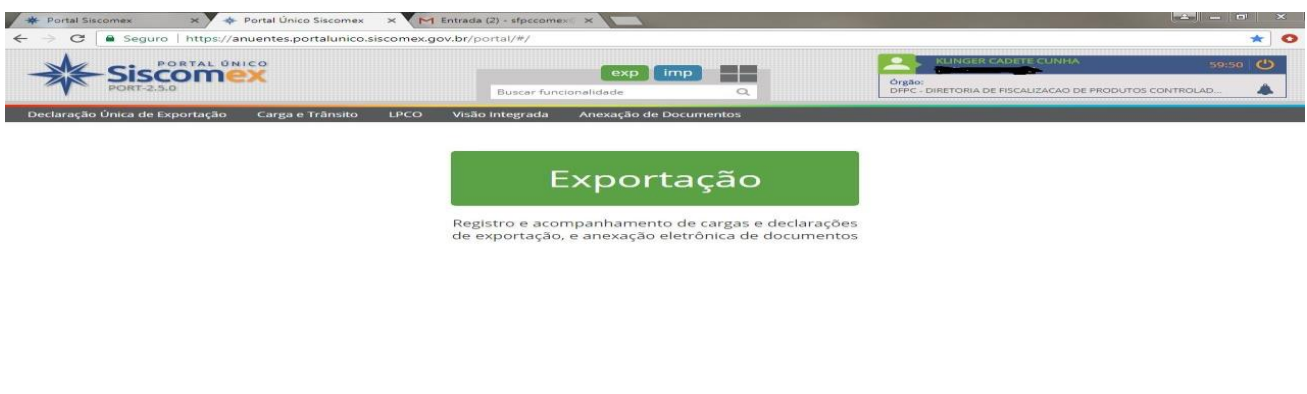 Portal Siscomex
Portal Único Siscomex
Entrada (2) - sfpccomex
Seguro | https://anuentes.portalunico.siscomex.gov.br/portal/#/
PORTAL ÚNICO
Siscomex
PORT-2.5.0
exp imp
Buscar funcionalidade
KLINGER CADETE CUNHA
59:50
Órgão:
DFPC - DIRETORIA DE FISCALIZACAO DE PRODUTOS CONTROLAD...
Declaração Única de Exportação Carga e Trânsito LPCO Visão Integrada Anexação de Documentos
Exportação
Registro e acompanhamento de cargas e declarações
de exportação, e anexação eletrônica de documentos